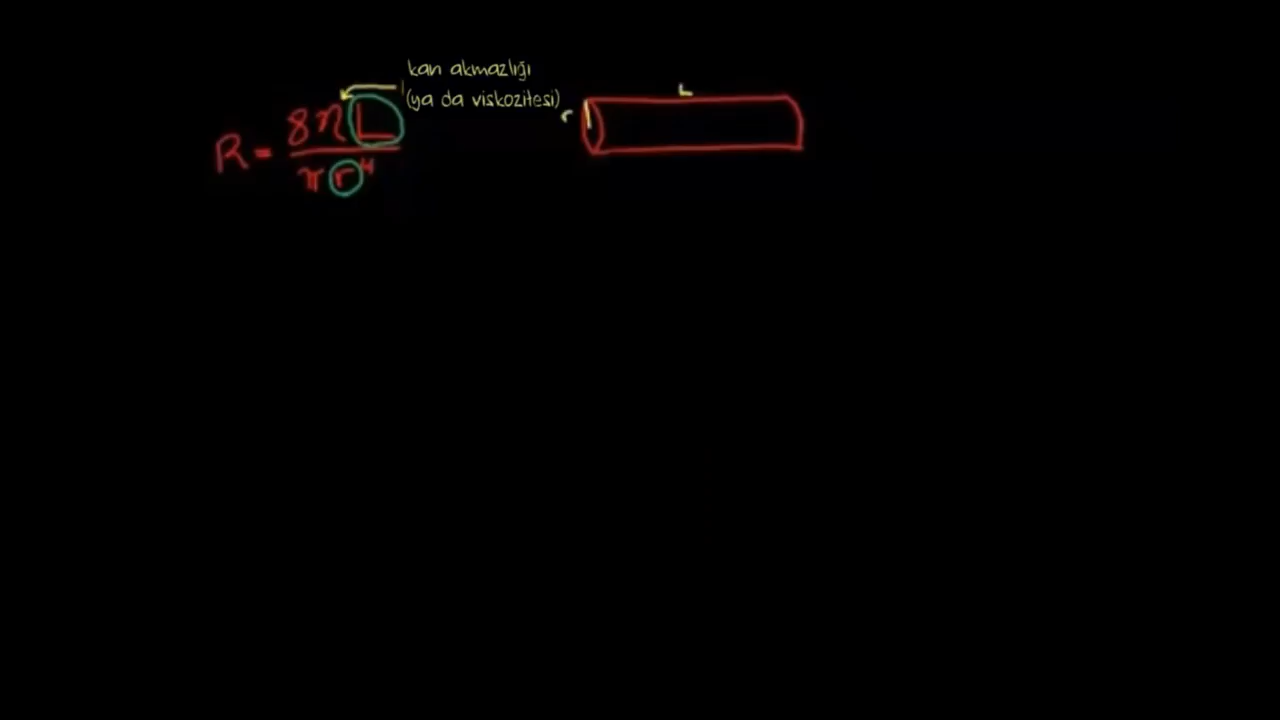 kan akmazlığı
(ya da viskozitesi)
R = 8ηL / πr⁴
L
r